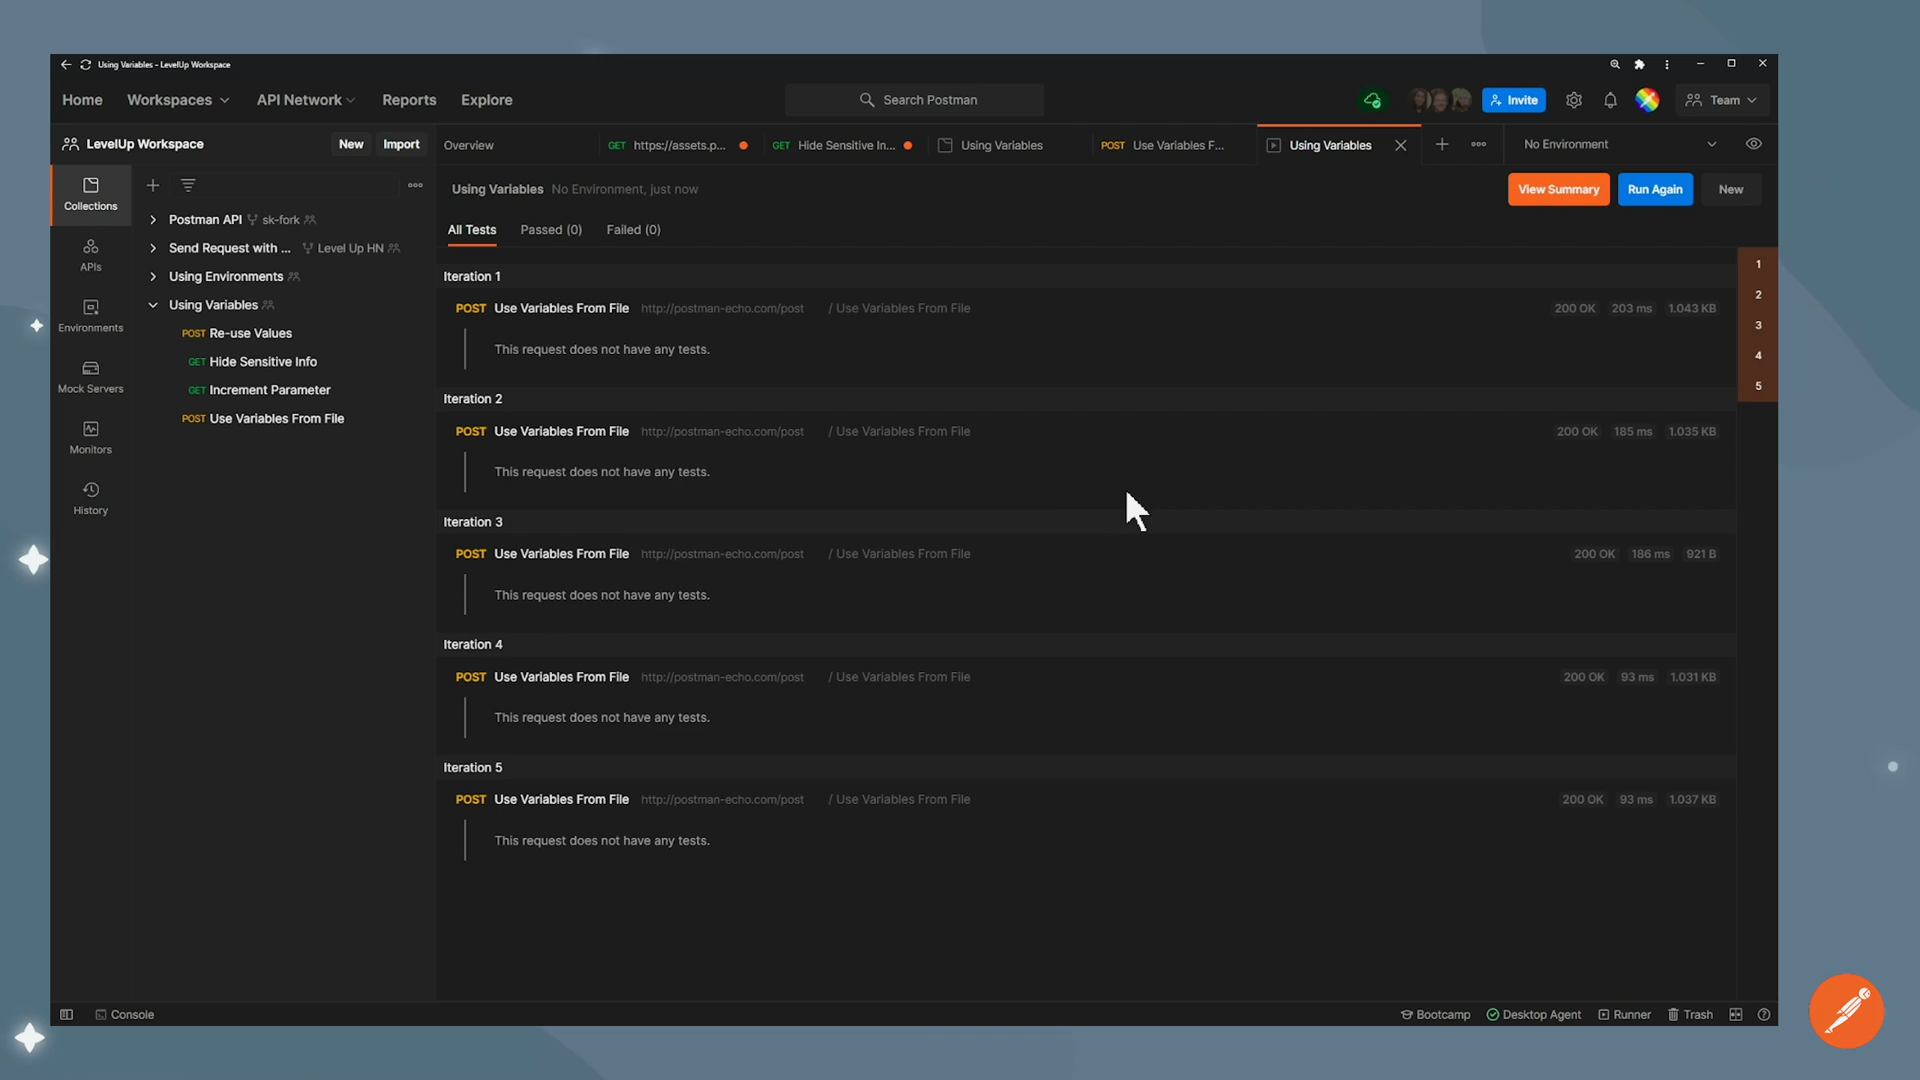 Using Variables - LevelUp Workspace
Home Workspaces API Network Reports Explore Search Postman Invite Team
LevelUp Workspace New Import
Overview GET https://assets.p... GET Hide Sensitive In... Using Variables POST Use Variables F... Using Variables No Environment
Using Variables No Environment, just now View Summary Run Again New
All Tests Passed (0) Failed (0)
Collections
APIs
Environments
Mock Servers
Monitors
History
Postman API sk-fork
Send Request with ... Level Up HN
Using Environments
Using Variables
POST Re-use Values
GET Hide Sensitive Info
GET Increment Parameter
POST Use Variables From File
Iteration 1
POST Use Variables From File http://postman-echo.com/post / Use Variables From File 200 OK 203 ms 1.043 KB
This request does not have any tests.
Iteration 2
POST Use Variables From File http://postman-echo.com/post / Use Variables From File 200 OK 185 ms 1.035 KB
This request does not have any tests.
Iteration 3
POST Use Variables From File http://postman-echo.com/post / Use Variables From File 200 OK 186 ms 921 B
This request does not have any tests.
Iteration 4
POST Use Variables From File http://postman-echo.com/post / Use Variables From File 200 OK 93 ms 1.031 KB
This request does not have any tests.
Iteration 5
POST Use Variables From File http://postman-echo.com/post / Use Variables From File 200 OK 93 ms 1.037 KB
This request does not have any tests.
1
2
3
4
5
Console Bootcamp Desktop Agent Runner Trash